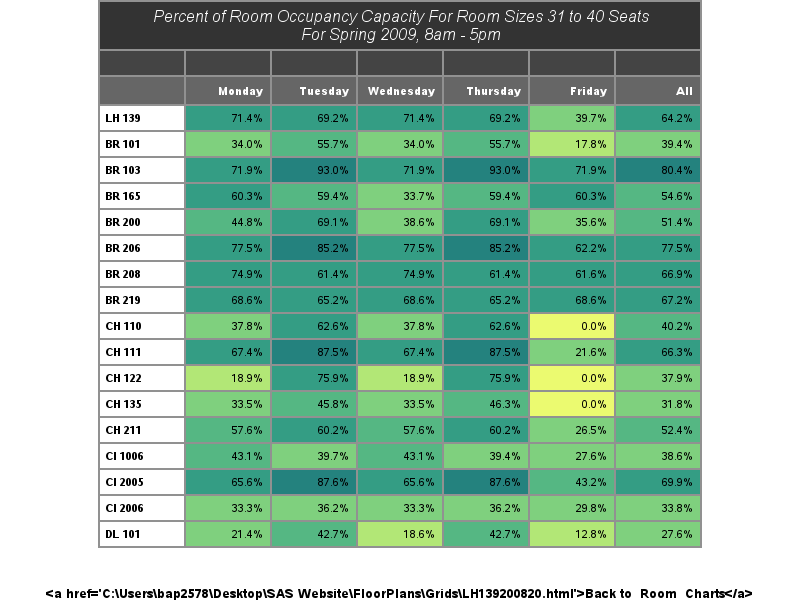 Percent of Room Occupancy Capacity For Room Sizes 31 to 40 Seats
For Spring 2009, 8am - 5pm
Monday Tuesday Wednesday Thursday Friday All
LH 139 71.4% 69.2% 71.4% 69.2% 39.7% 64.2%
BR 101 34.0% 55.7% 34.0% 55.7% 17.8% 39.4%
BR 103 71.9% 93.0% 71.9% 93.0% 71.9% 80.4%
BR 165 60.3% 59.4% 33.7% 59.4% 60.3% 54.6%
BR 200 44.8% 69.1% 38.6% 69.1% 35.6% 51.4%
BR 206 77.5% 85.2% 77.5% 85.2% 62.2% 77.5%
BR 208 74.9% 61.4% 74.9% 61.4% 61.6% 66.9%
BR 219 68.6% 65.2% 68.6% 65.2% 68.6% 67.2%
CH 110 37.8% 62.6% 37.8% 62.6% 0.0% 40.2%
CH 111 67.4% 87.5% 67.4% 87.5% 21.6% 66.3%
CH 122 18.9% 75.9% 18.9% 75.9% 0.0% 37.9%
CH 135 33.5% 45.8% 33.5% 46.3% 0.0% 31.8%
CH 211 57.6% 60.2% 57.6% 60.2% 26.5% 52.4%
CI 1006 43.1% 39.7% 43.1% 39.4% 27.6% 38.6%
CI 2005 65.6% 87.6% 65.6% 87.6% 43.2% 69.9%
CI 2006 33.3% 36.2% 33.3% 36.2% 29.8% 33.8%
DL 101 21.4% 42.7% 18.6% 42.7% 12.8% 27.6%
<a href='C:\Users\bap2578\Desktop\SAS Website\FloorPlans\Grids\LH139200820.html'>Back to Room Charts</a>